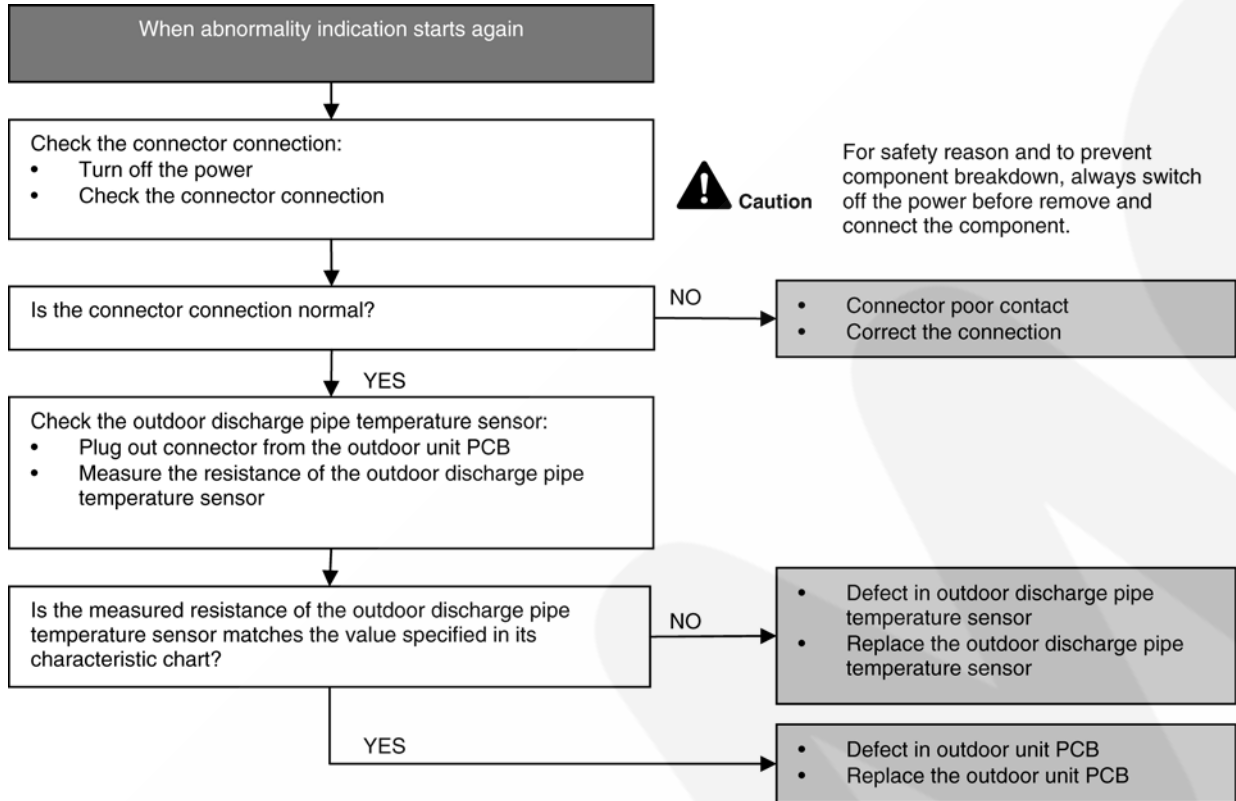 When abnormality indication starts again
Check the connector connection:
• Turn off the power
• Check the connector connection
Caution
For safety reason and to prevent
component breakdown, always switch
off the power before remove and
connect the component.
Is the connector connection normal?
NO
• Connector poor contact
• Correct the connection
YES
Check the outdoor discharge pipe temperature sensor:
• Plug out connector from the outdoor unit PCB
• Measure the resistance of the outdoor discharge pipe
temperature sensor
Is the measured resistance of the outdoor discharge pipe
temperature sensor matches the value specified in its
characteristic chart?
NO
• Defect in outdoor discharge pipe
temperature sensor
• Replace the outdoor discharge pipe
temperature sensor
YES
• Defect in outdoor unit PCB
• Replace the outdoor unit PCB